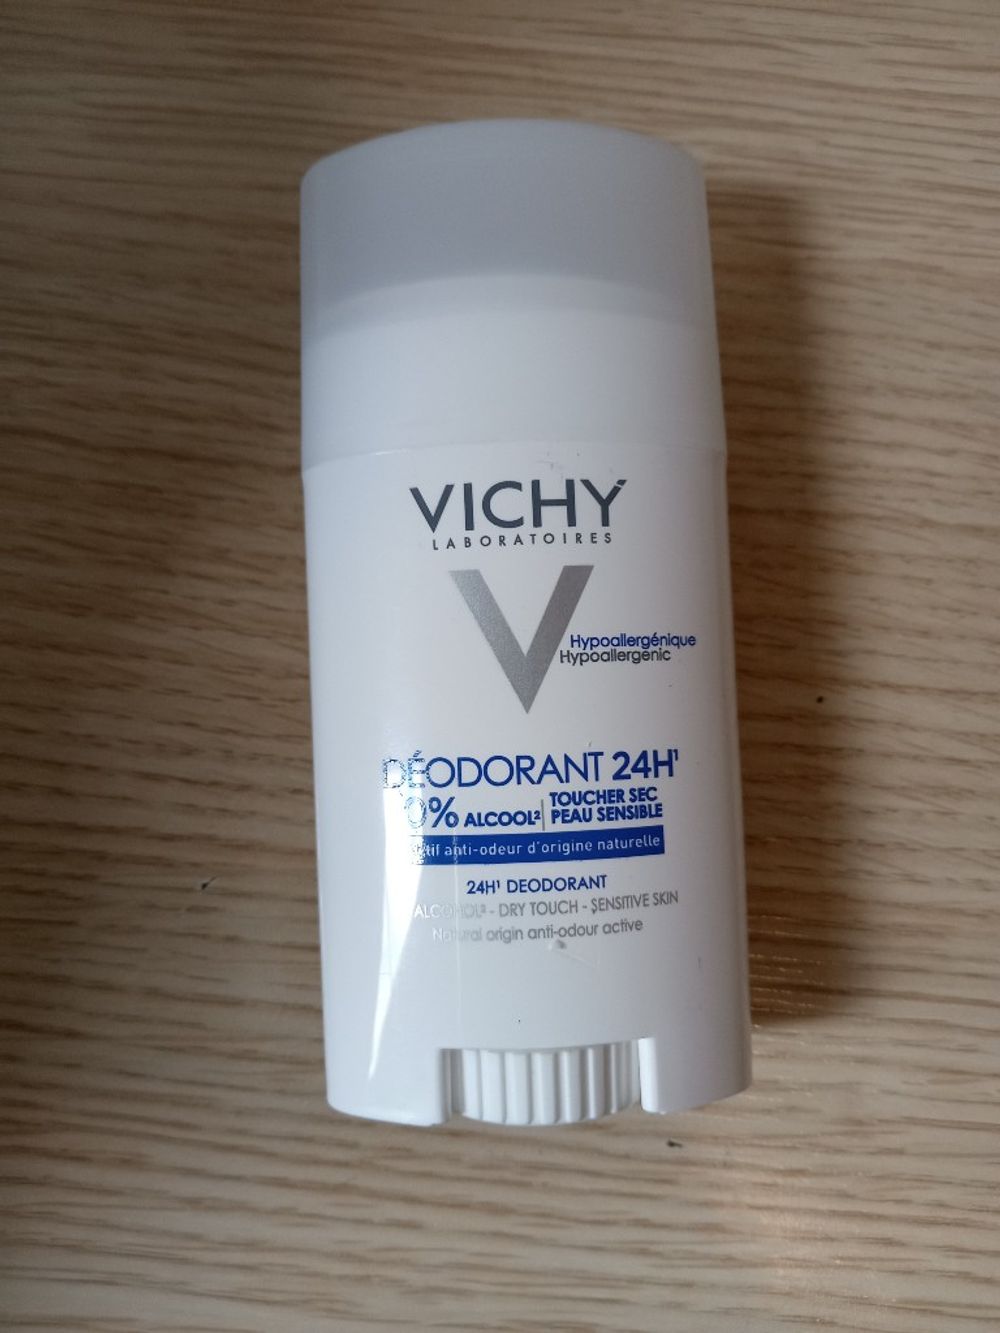 VICHY
LABORATOIRES
Hypoallergénique
Hypoallergenic
DÉODORANT 24H¹
0% ALCOOL² TOUCHER SEC
PEAU SENSIBLE
anti-odeur d'origine naturelle
24H¹ DEODORANT
ALCOHOL² - DRY TOUCH - SENSITIVE SKIN
Natural origin anti-odour active